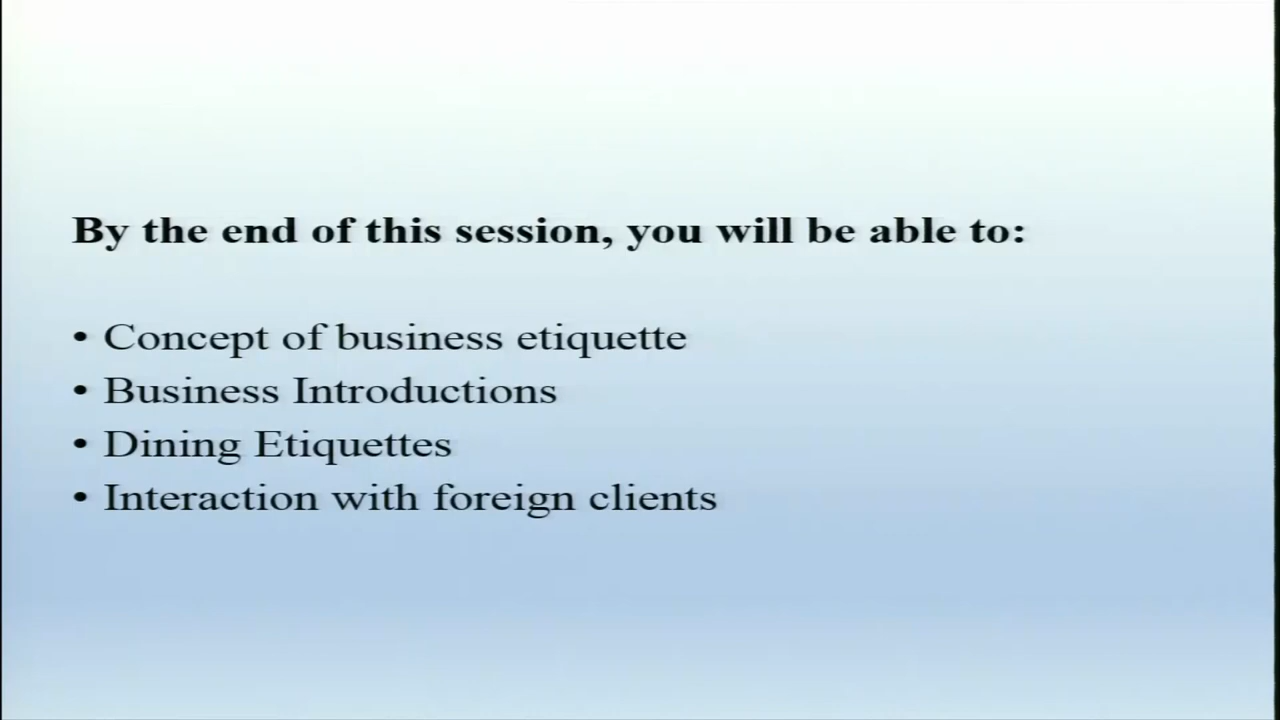 By the end of this session, you will be able to:
• Concept of business etiquette
• Business Introductions
• Dining Etiquettes
• Interaction with foreign clients